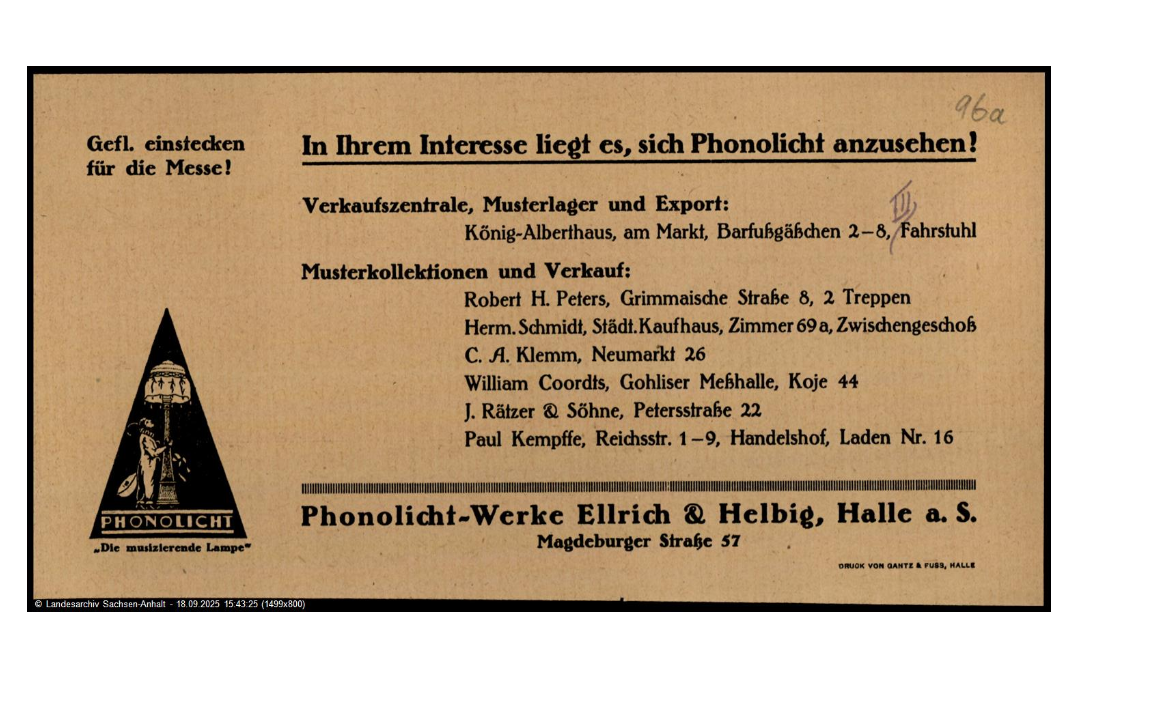 96a
Gefl. einstecken
für die Messe!
In Ihrem Interesse liegt es, sich Phonolicht anzusehen!
Verkaufszentrale, Musterlager und Export:
König-Alberthaus, am Markt, Barfußgäßchen 2–8, III Fahrstuhl
Musterkollektionen und Verkauf:
Robert H. Peters, Grimmaische Straße 8, 2 Treppen
Herm. Schmidt, Städt. Kaufhaus, Zimmer 69a, Zwischengeschoß
C. A. Klemm, Neumarkt 26
William Coordts, Gohliser Meßhalle, Koje 44
J. Rätzer & Söhne, Petersstraße 22
Paul Kempffe, Reichsstr. 1–9, Handelshof, Laden Nr. 16
PHONOLICHT
„Die musizierende Lampe“
Phonolicht-Werke Ellrich & Helbig, Halle a. S.
Magdeburger Straße 57
DRUCK VON GANTZ & FUSS, HALLE
© Landesarchiv Sachsen-Anhalt - 18.09.2025 15:43:25 (1499x800)